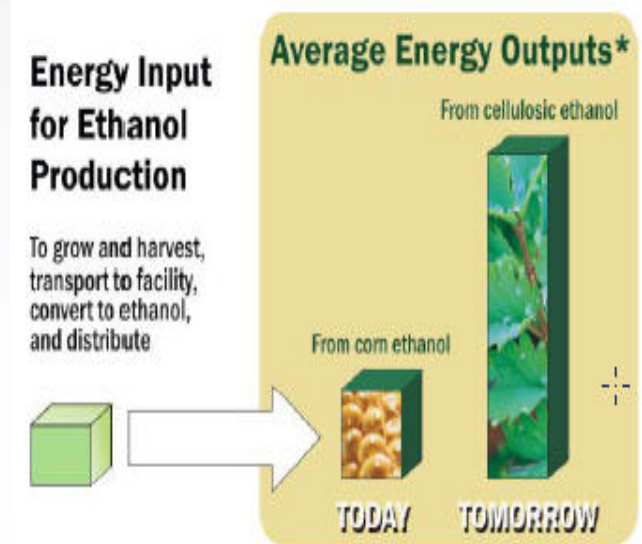 Energy Input
for Ethanol
Production
To grow and harvest,
transport to facility,
convert to ethanol,
and distribute
Average Energy Outputs*
From cellulosic ethanol
From corn ethanol
TODAY
TOMORROW